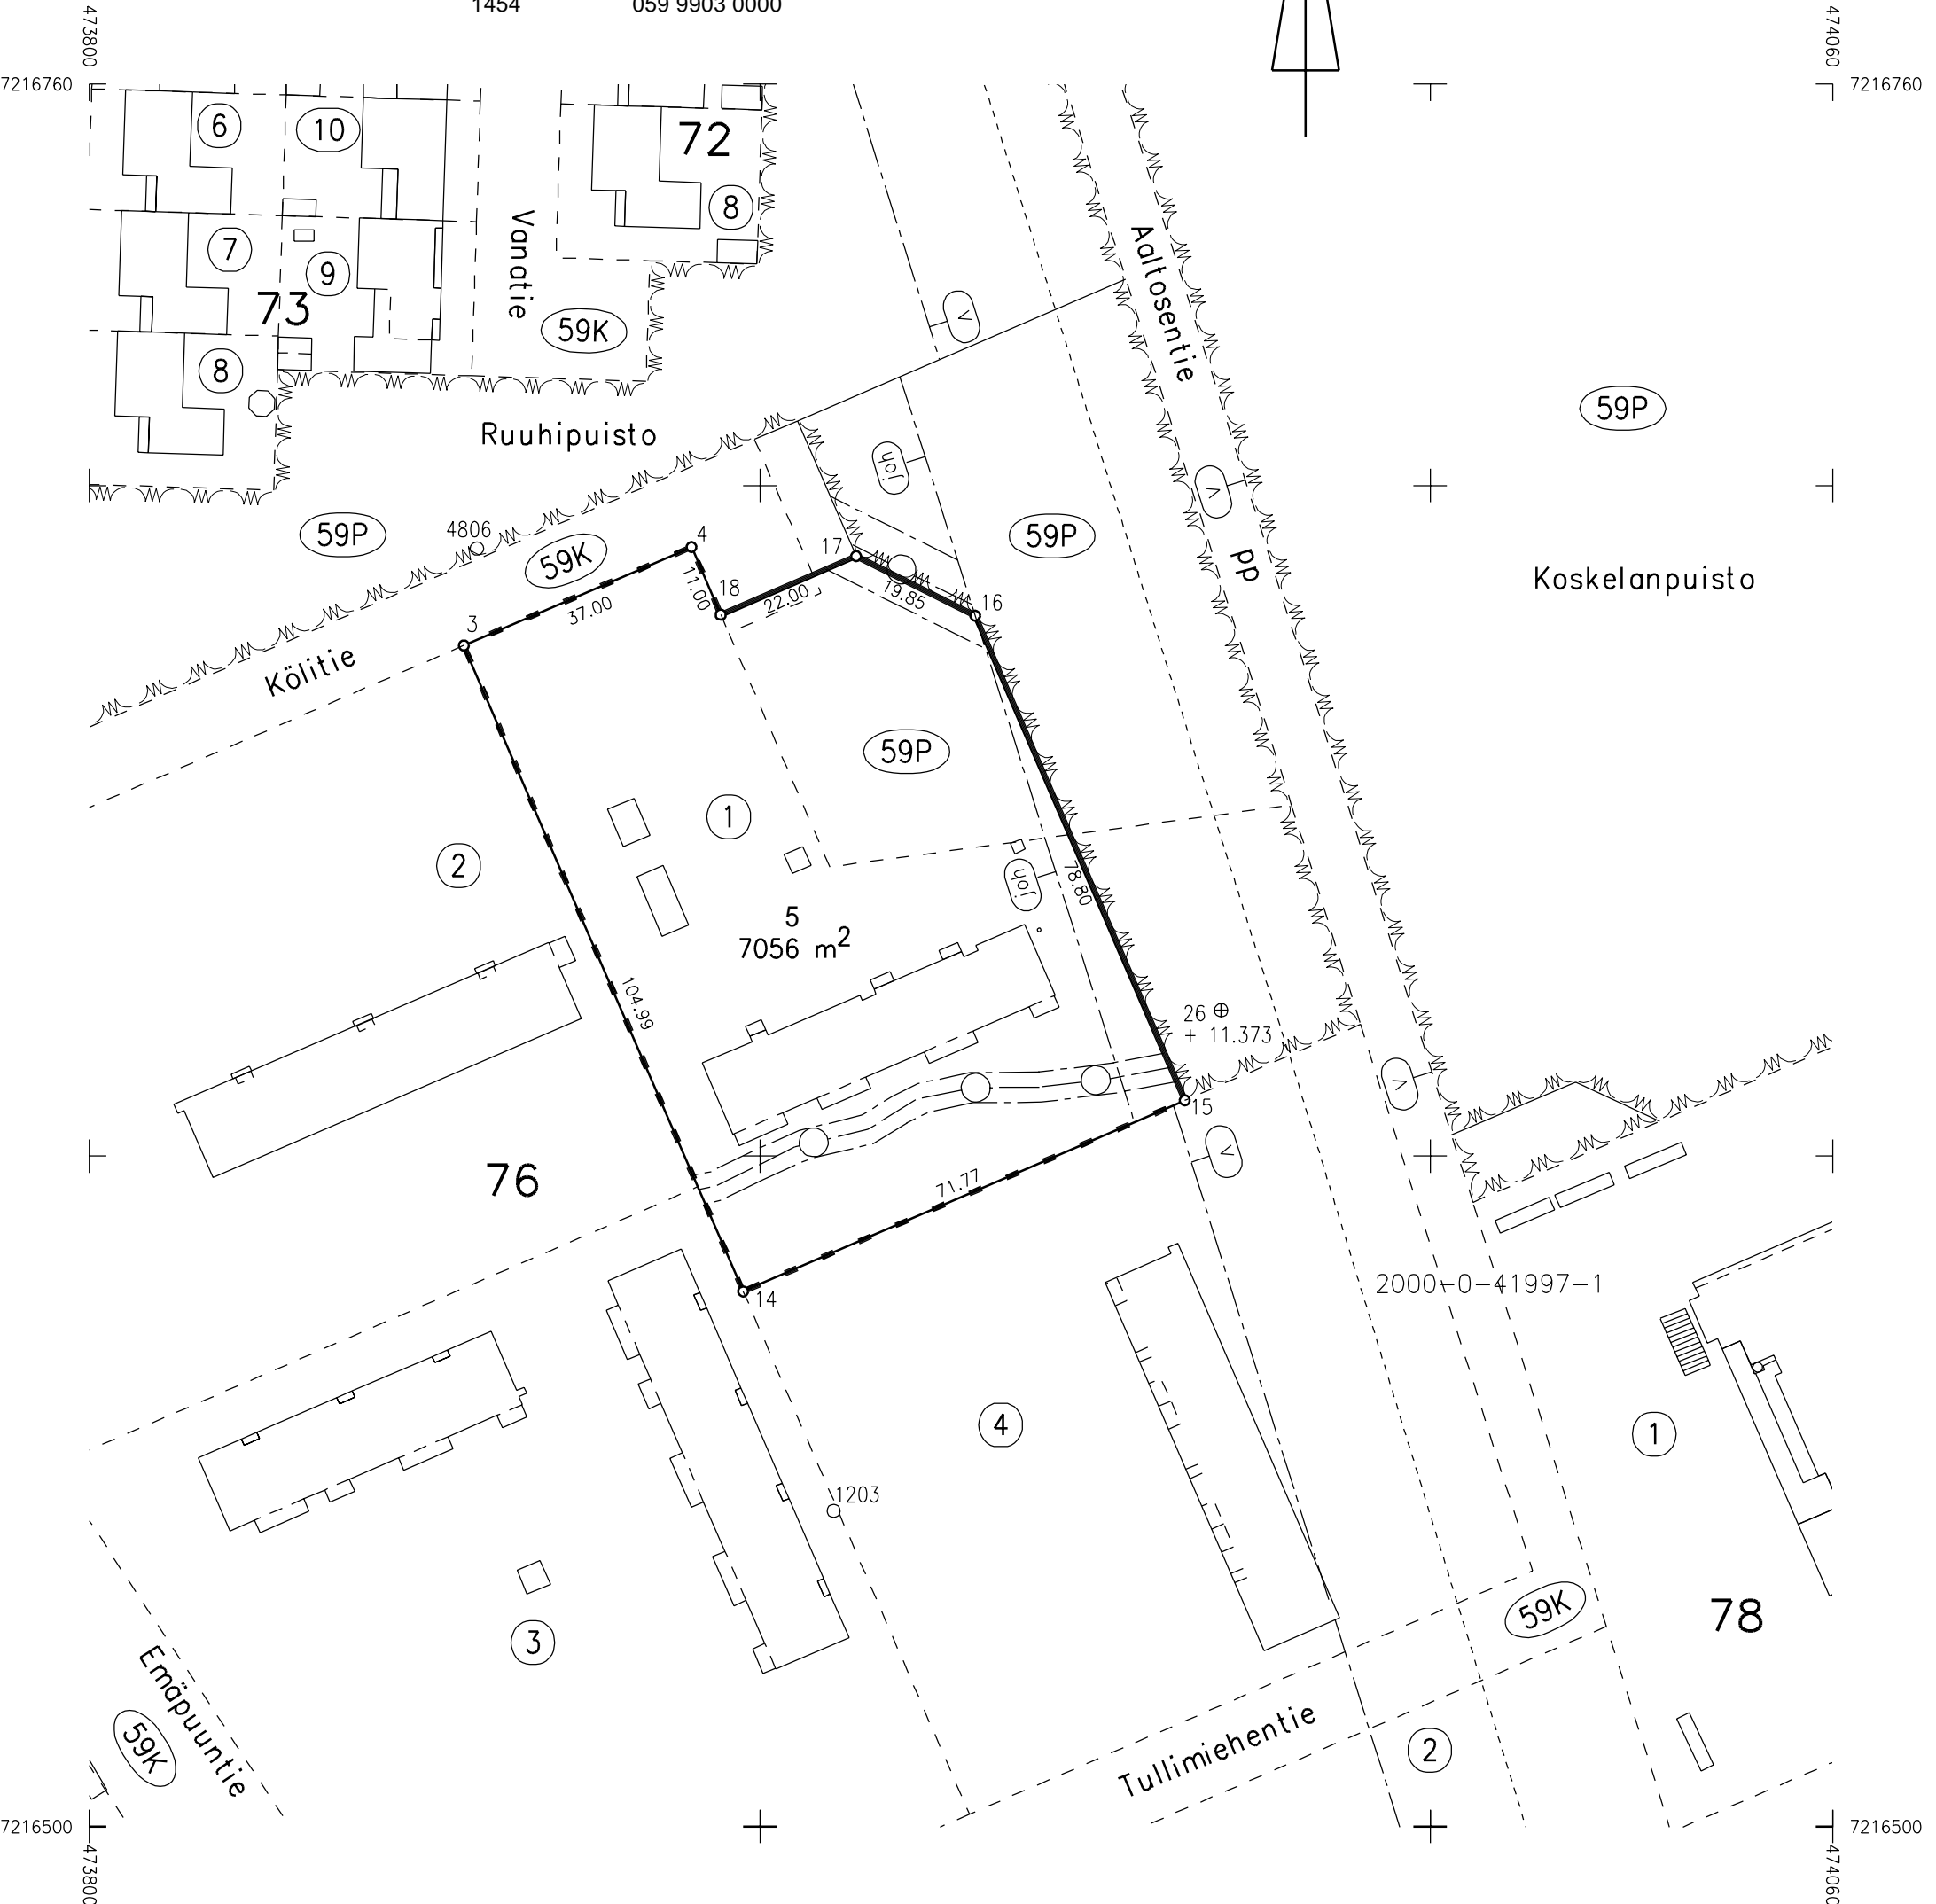 1454 059 9903 0000
473800
474060
7216760
7216760
6
10
72
8
7
9
73
8
Vanatie
59K
V
Aaltosentie
59P
Ruuhipuisto
joh
V
59P
4806
59K
4
17
59P
pp
Koskelanpuisto
11.00
18
22.00
19.85
16
37.00
3
Kölitie
59P
1
2
joh
78.80
5
7056 m2
104.99
26
+ 11.373
V
15
V
76
71.77
14
2000-0-41997-1
4
1
1203
59K
78
3
Emäpuuntie
59K
Tullimiehentie
2
7216500
7216500
473800
474060